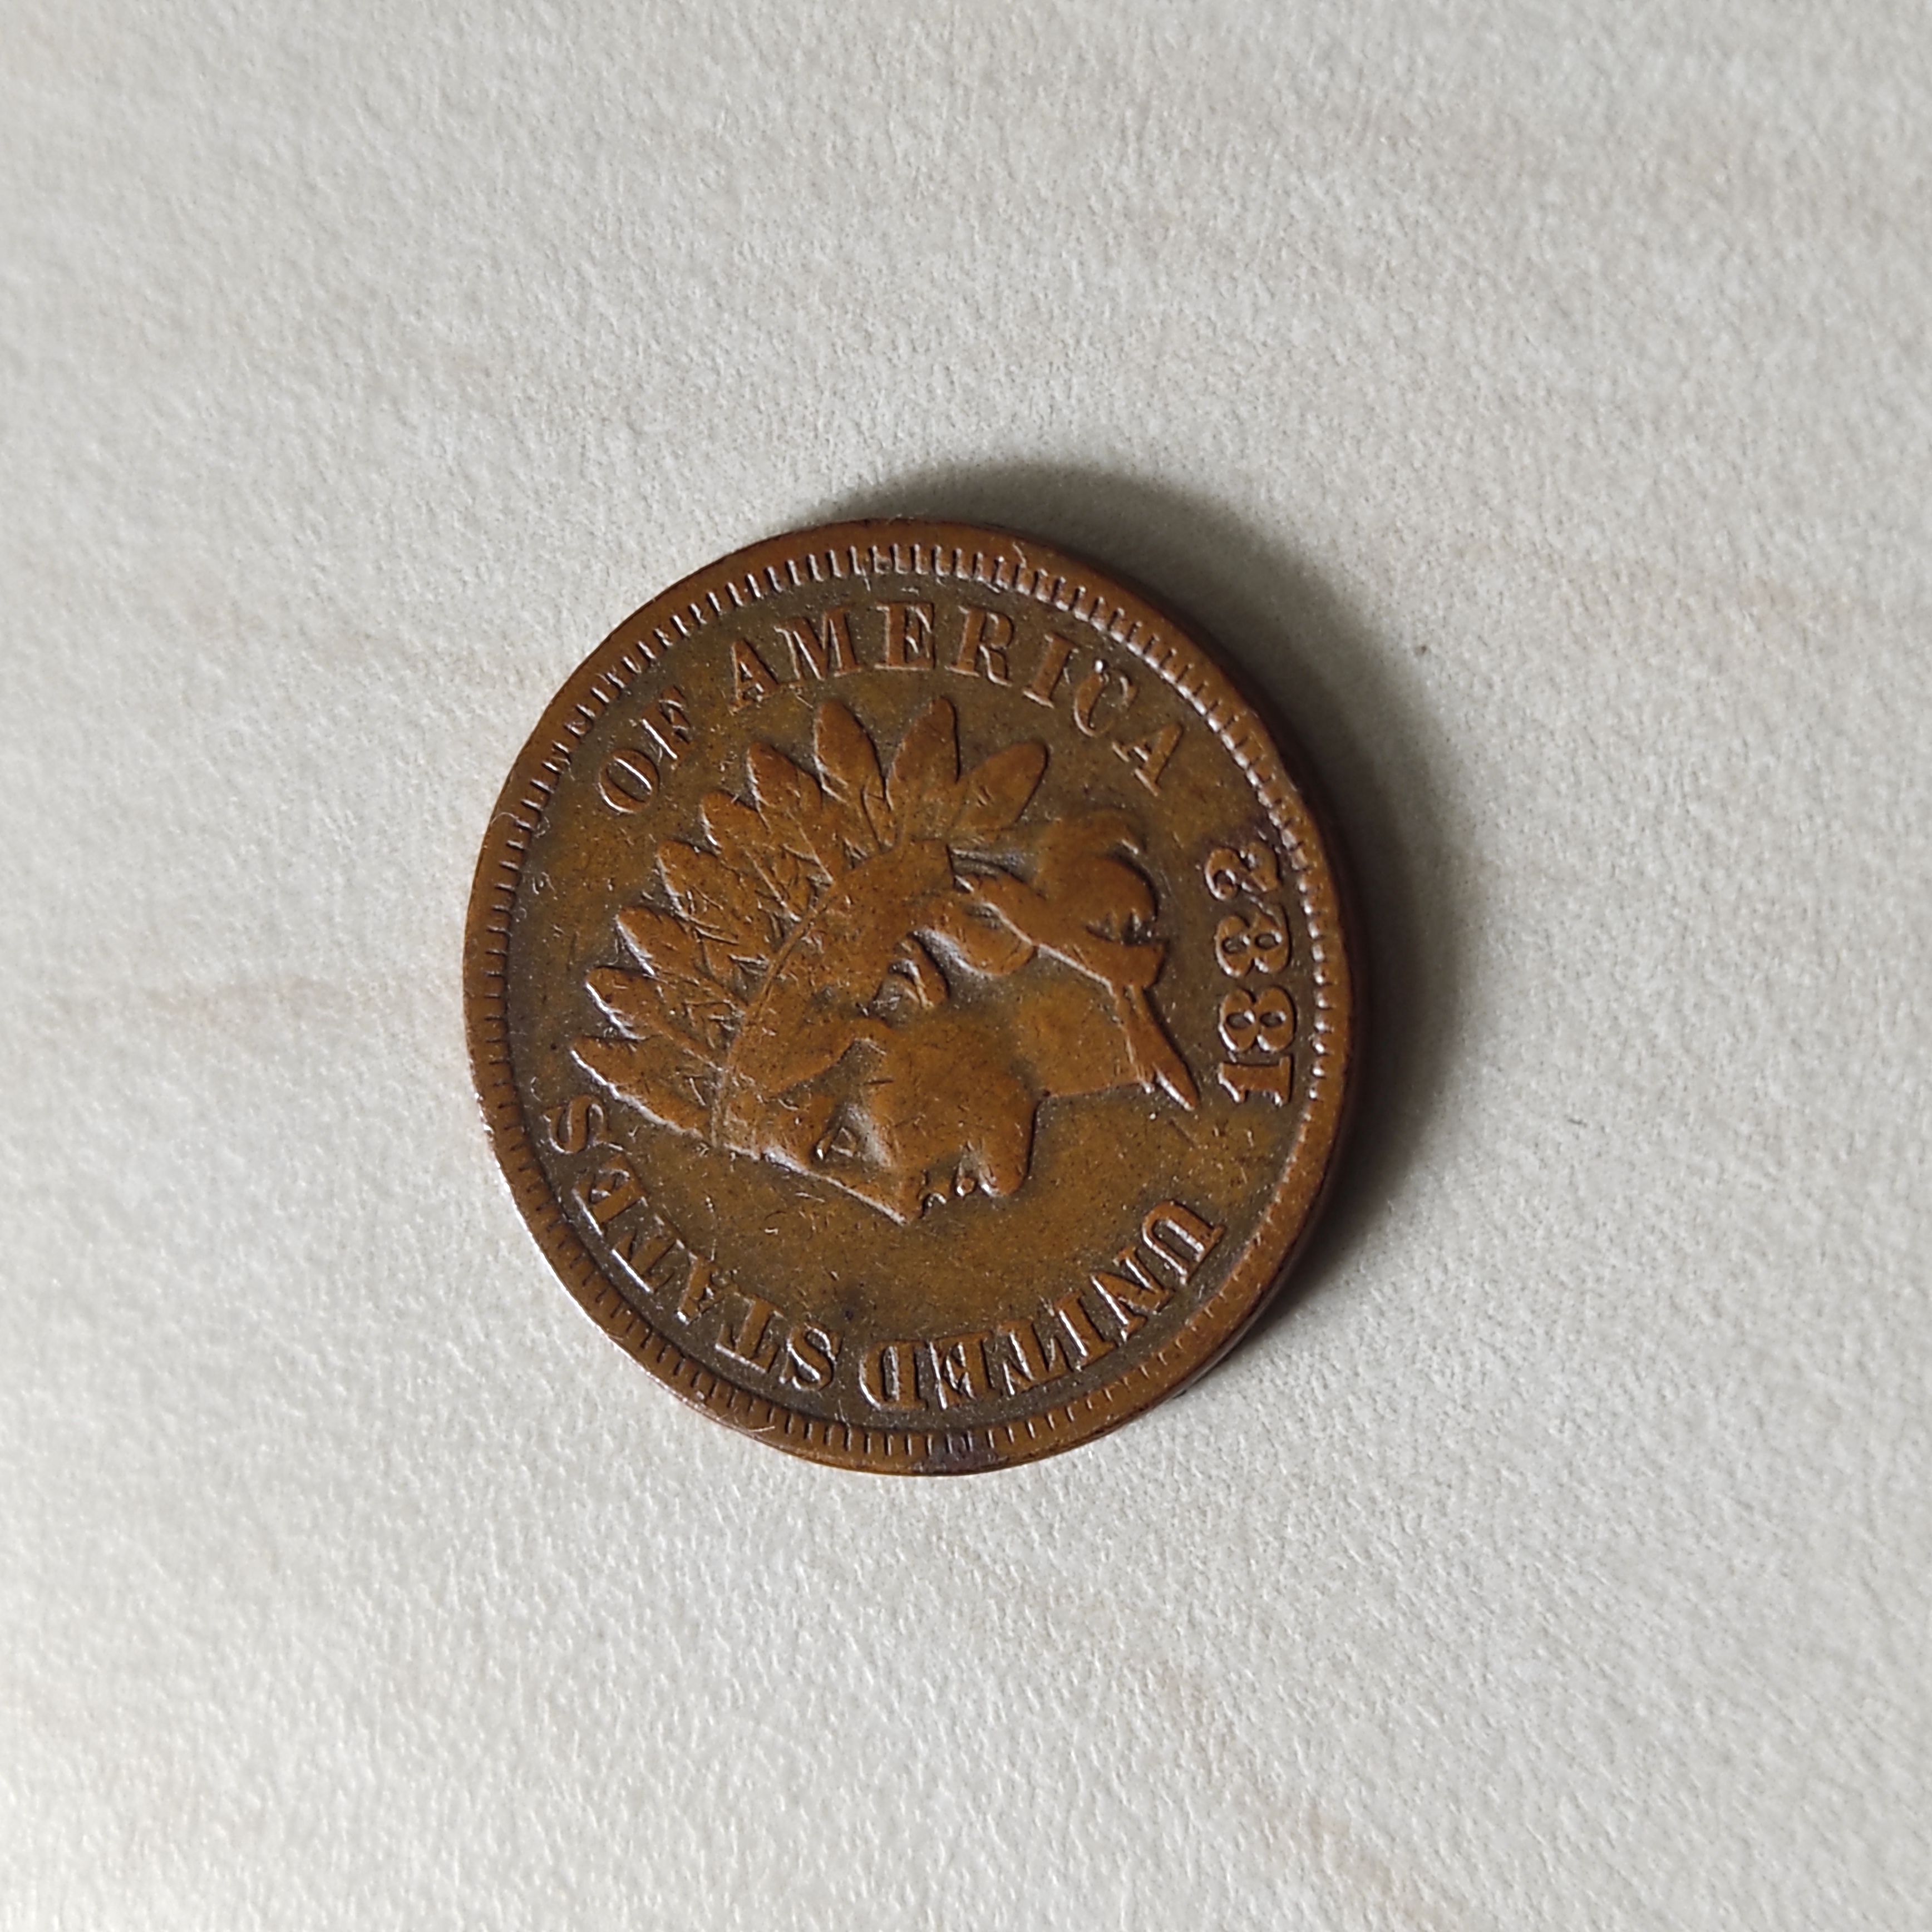 UNITED STATES OF AMERICA
1882